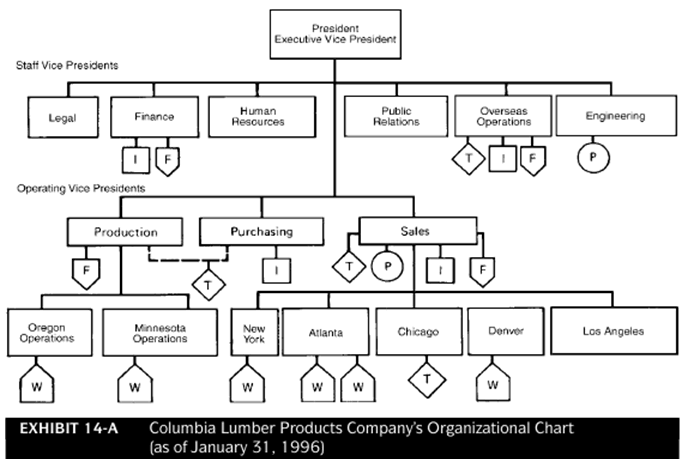 President
Executive Vice President
Staff Vice Presidents
Legal
Finance
Human
Resources
Public
Relations
Overseas
Operations
Engineering
I
F
T
I
F
P
Operating Vice Presidents
Production
Purchasing
Sales
F
T
I
T
P
I
F
Oregon
Operations
Minnesota
Operations
New
York
Atlanta
Chicago
Denver
Los Angeles
W
W
W
W
W
T
W
EXHIBIT 14-A Columbia Lumber Products Company's Organizational Chart
(as of January 31, 1996)